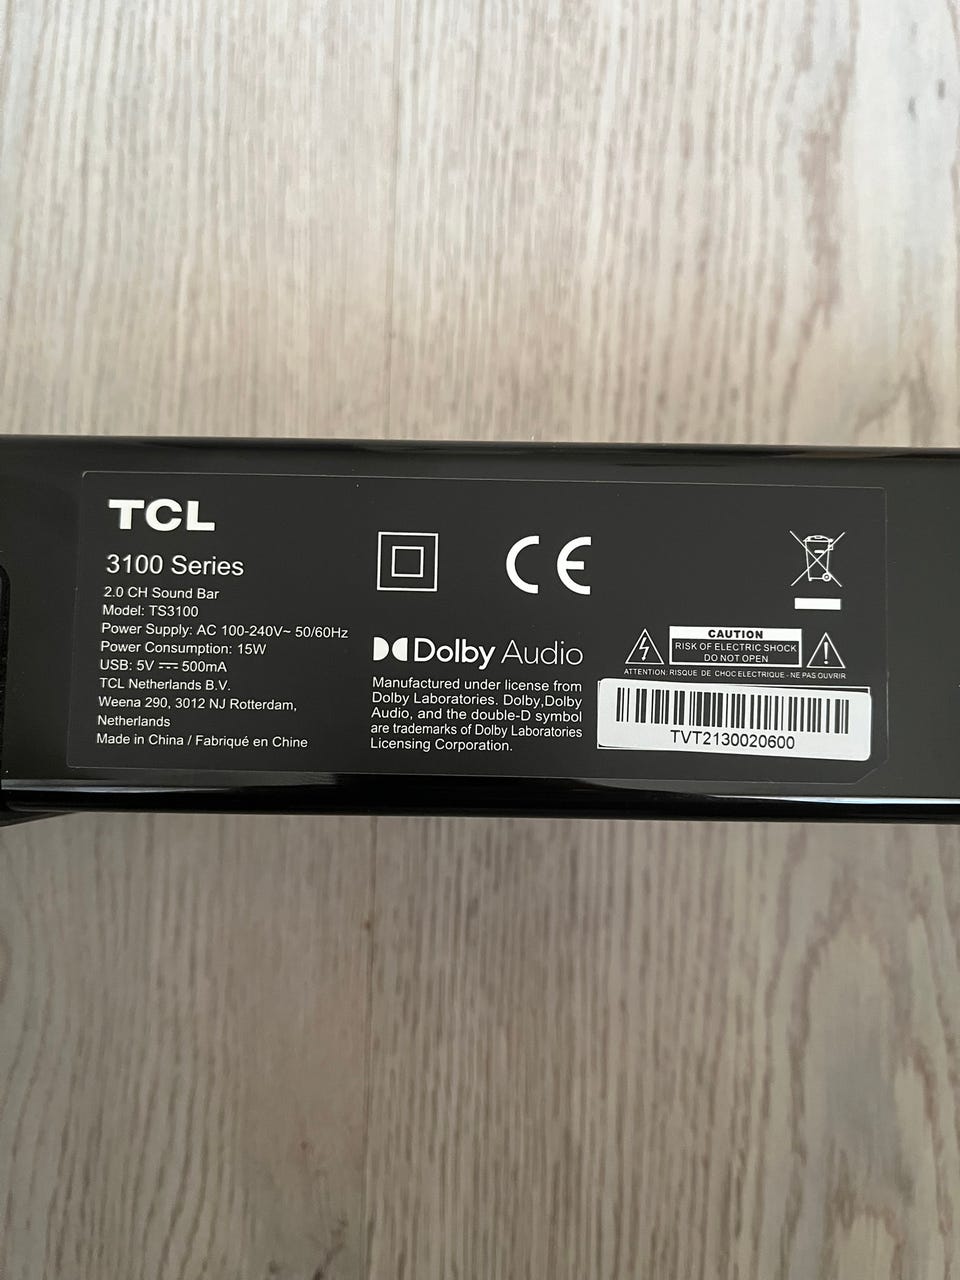 TCL
3100 Series
2.0 CH Sound Bar
Model: TS3100
Power Supply: AC 100-240V~ 50/60Hz
Power Consumption: 15W
USB: 5V ⎓ 500mA
TCL Netherlands B.V.
Weena 290, 3012 NJ Rotterdam,
Netherlands
Made in China / Fabriqué en Chine
CE
Dolby Audio
Manufactured under license from
Dolby Laboratories. Dolby,Dolby
Audio, and the double-D symbol
are trademarks of Dolby Laboratories
Licensing Corporation.
CAUTION
RISK OF ELECTRIC SHOCK
DO NOT OPEN
ATTENTION: RISQUE DE CHOC ELECTRIQUE - NE PAS OUVRIR
TVT2130020600